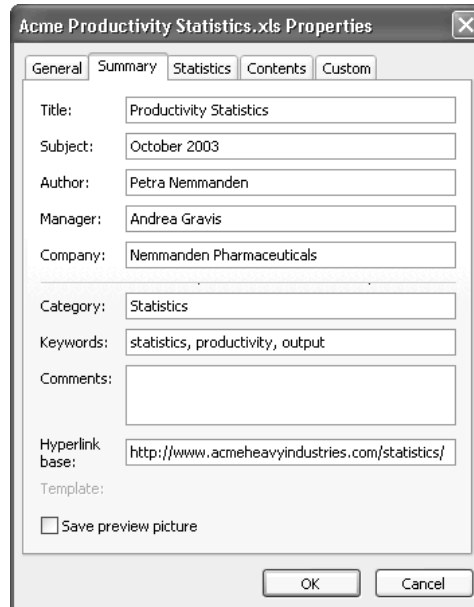 Acme Productivity Statistics.xls Properties
General Summary Statistics Contents Custom
Title: Productivity Statistics
Subject: October 2003
Author: Petra Nemmanden
Manager: Andrea Gravis
Company: Nemmanden Pharmaceuticals
Category: Statistics
Keywords: statistics, productivity, output
Comments:
Hyperlink
base: http://www.acmeheavyindustries.com/statistics/
Template:
Save preview picture
OK Cancel